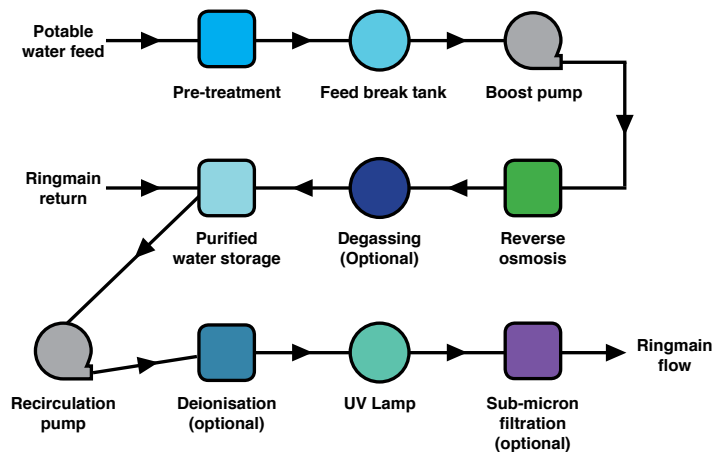 Potable
water feed
Pre-treatment
Feed break tank
Boost pump
Ringmain
return
Purified
water storage
Degassing
(Optional)
Reverse
osmosis
Recirculation
pump
Deionisation
(optional)
UV Lamp
Sub-micron
filtration
(optional)
Ringmain
flow